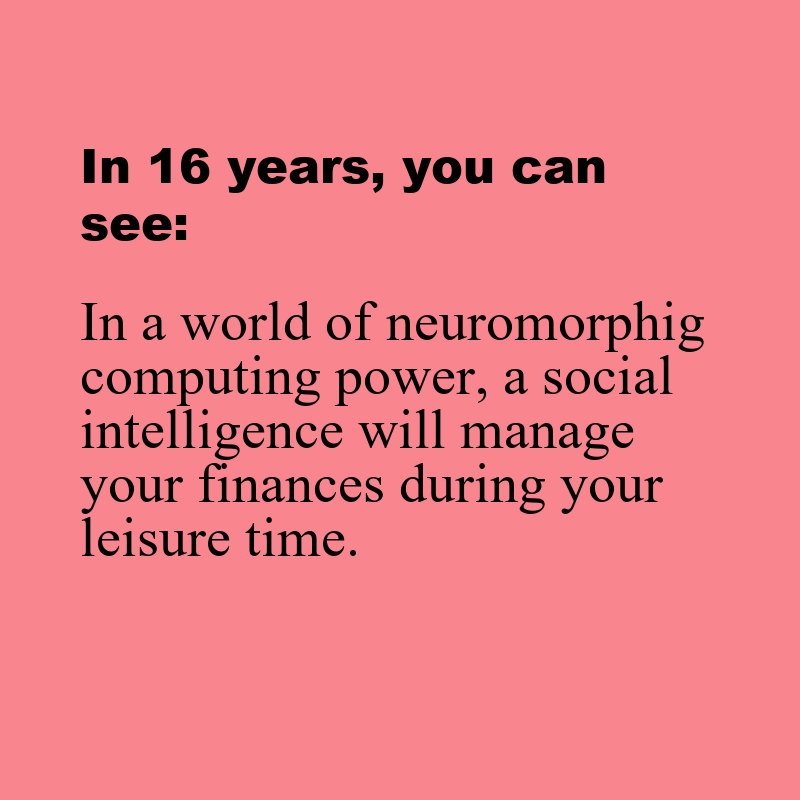 In 16 years, you can
see:
In a world of neuromorphig
computing power, a social
intelligence will manage
your finances during your
leisure time.